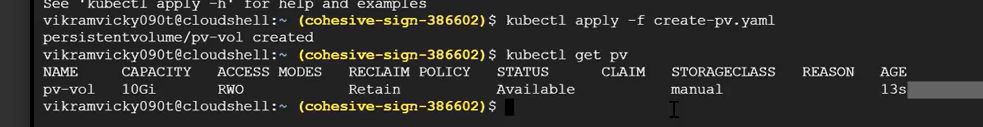 See 'kubectl apply -h' for help and examples
vikramvicky090t@cloudshell:~ (cohesive-sign-386602)$ kubectl apply -f create-pv.yaml
persistentvolume/pv-vol created
vikramvicky090t@cloudshell:~ (cohesive-sign-386602)$ kubectl get pv
NAME CAPACITY ACCESS MODES RECLAIM POLICY STATUS CLAIM STORAGECLASS REASON AGE
pv-vol 10Gi RWO Retain Available manual 13s
vikramvicky090t@cloudshell:~ (cohesive-sign-386602)$